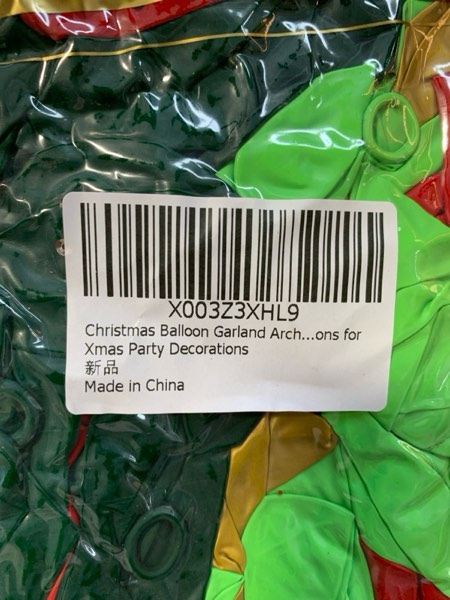 X003Z3XHL9
Christmas Balloon Garland Arch...ons for
Xmas Party Decorations
新品
Made in China